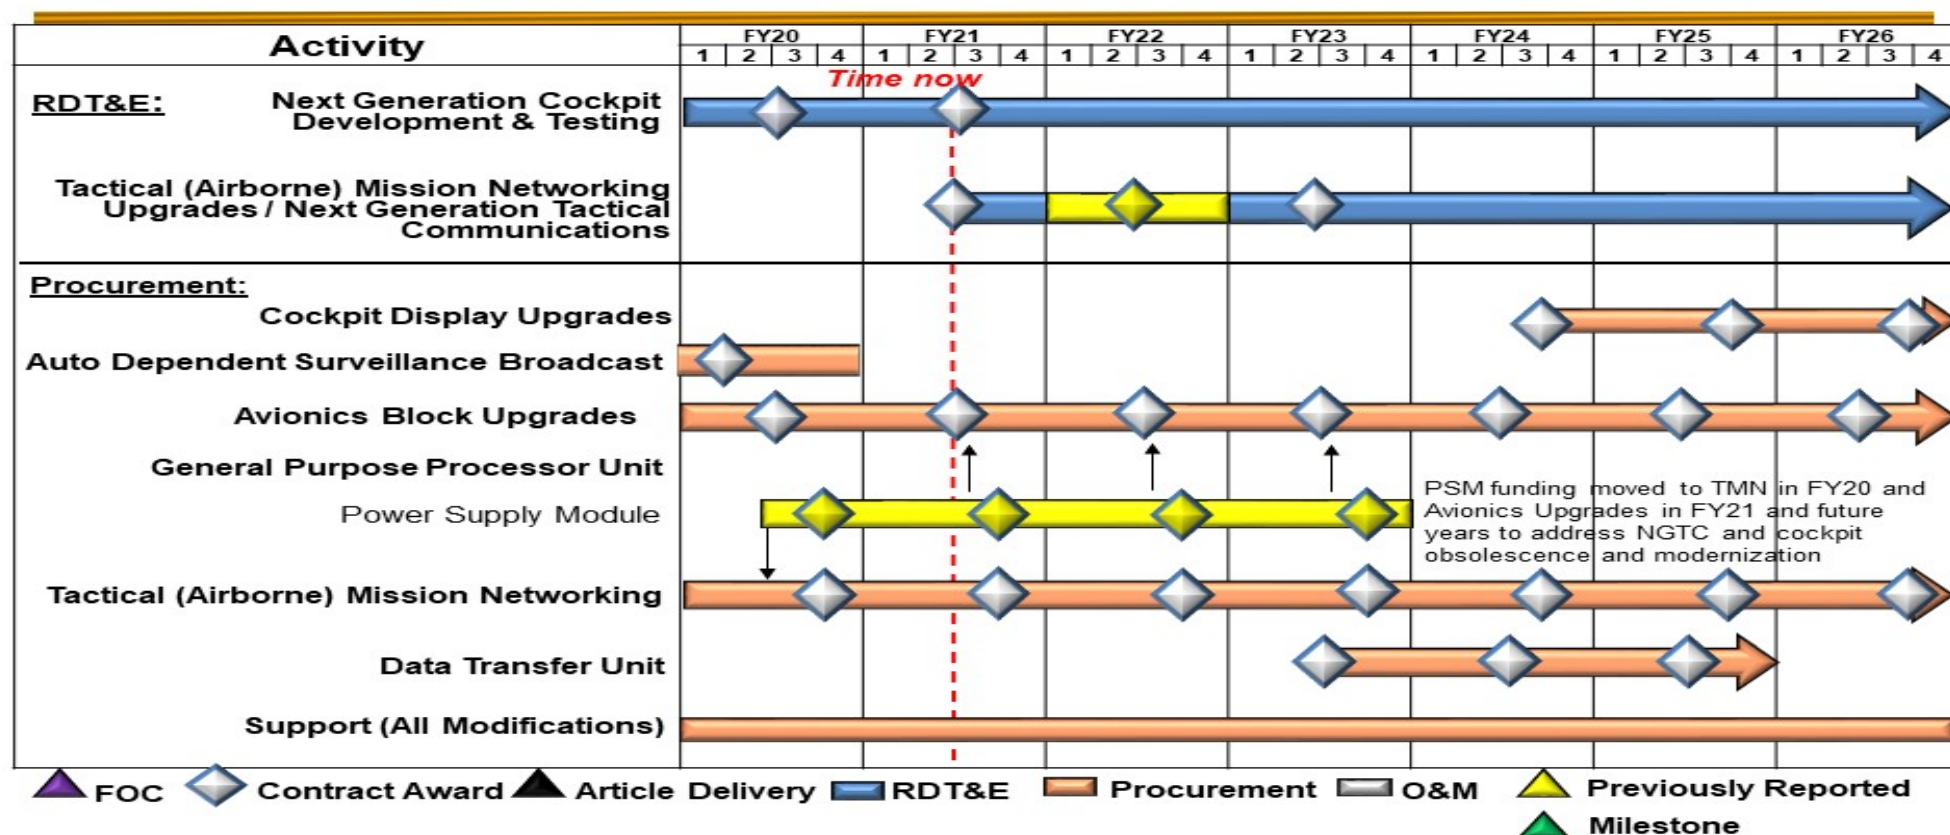 Activity
FY20 FY21 FY22 FY23 FY24 FY25 FY26
1 2 3 4 1 2 3 4 1 2 3 4 1 2 3 4 1 2 3 4 1 2 3 4 1 2 3 4
Time now
RDT&E:
Next Generation Cockpit
Development & Testing
Tactical (Airborne) Mission Networking
Upgrades / Next Generation Tactical
Communications
Procurement:
Cockpit Display Upgrades
Auto Dependent Surveillance Broadcast
Avionics Block Upgrades
General Purpose Processor Unit
Power Supply Module
PSM funding moved to TMN in FY20 and
Avionics Upgrades in FY21 and future
years to address NGTC and cockpit
obsolescence and modernization
Tactical (Airborne) Mission Networking
Data Transfer Unit
Support (All Modifications)
FOC Contract Award Article Delivery RDT&E Procurement O&M Previously Reported
Milestone